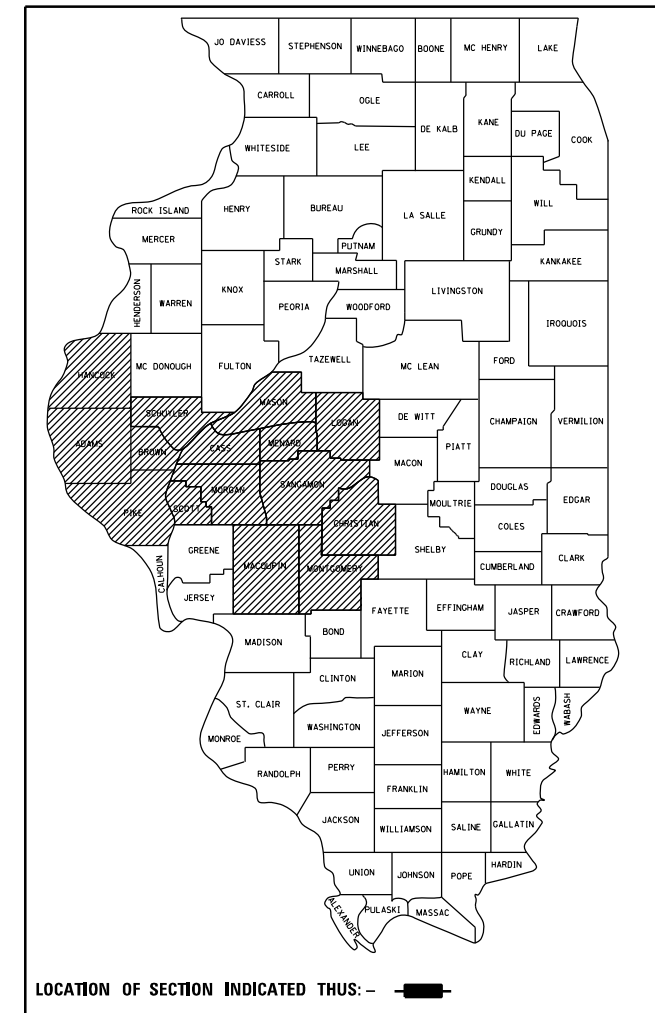 JO DAVIESS STEPHENSON WINNEBAGO BOONE MC HENRY LAKE
CARROLL OGLE DE KALB KANE DU PAGE COOK
WHITESIDE LEE KENDALL WILL
ROCK ISLAND HENRY BUREAU LA SALLE GRUNDY
MERCER PUTNAM KANKAKEE
STARK MARSHALL
HENDERSON WARREN KNOX PEORIA WOODFORD LIVINGSTON IROQUOIS
HANCOCK MC DONOUGH FULTON TAZEWELL MC LEAN FORD
MASON
SCHUYLER LOGAN DE WITT CHAMPAIGN VERMILION
ADAMS BROWN CASS MENARD PIATT
MACON
MORGAN SANGAMON DOUGLAS
PIKE SCOTT CHRISTIAN MOULTRIE COLES EDGAR
GREENE SHELBY CUMBERLAND CLARK
CALHOUN JERSEY MACOUPIN MONTGOMERY
FAYETTE EFFINGHAM JASPER CRAWFORD
MADISON BOND
CLAY RICHLAND LAWRENCE
CLINTON MARION
ST. CLAIR WAYNE EDWARDS WABASH
MONROE WASHINGTON JEFFERSON
RANDOLPH PERRY HAMILTON WHITE
FRANKLIN
JACKSON WILLIAMSON SALINE GALLATIN
UNION JOHNSON POPE HARDIN
ALEXANDER PULASKI MASSAC
LOCATION OF SECTION INDICATED THUS: –